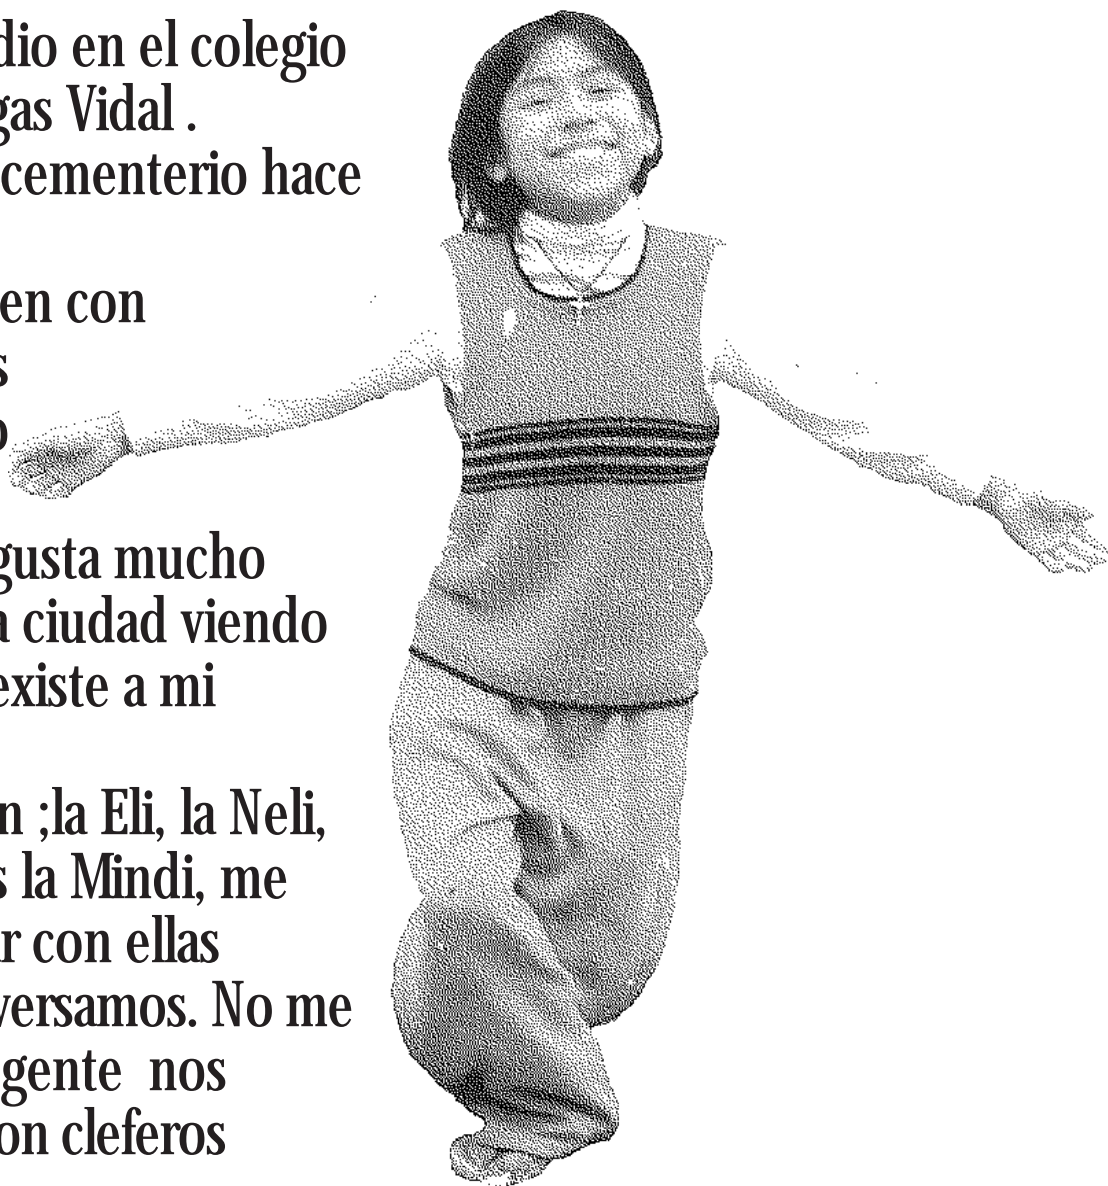 dio en el colegio
gas Vidal .
cementerio hace
en con
s
o
gusta mucho
a ciudad viendo
existe a mi
n ;la Eli, la Neli,
s la Mindi, me
ar con ellas
versamos. No me
gente nos
on cleferos